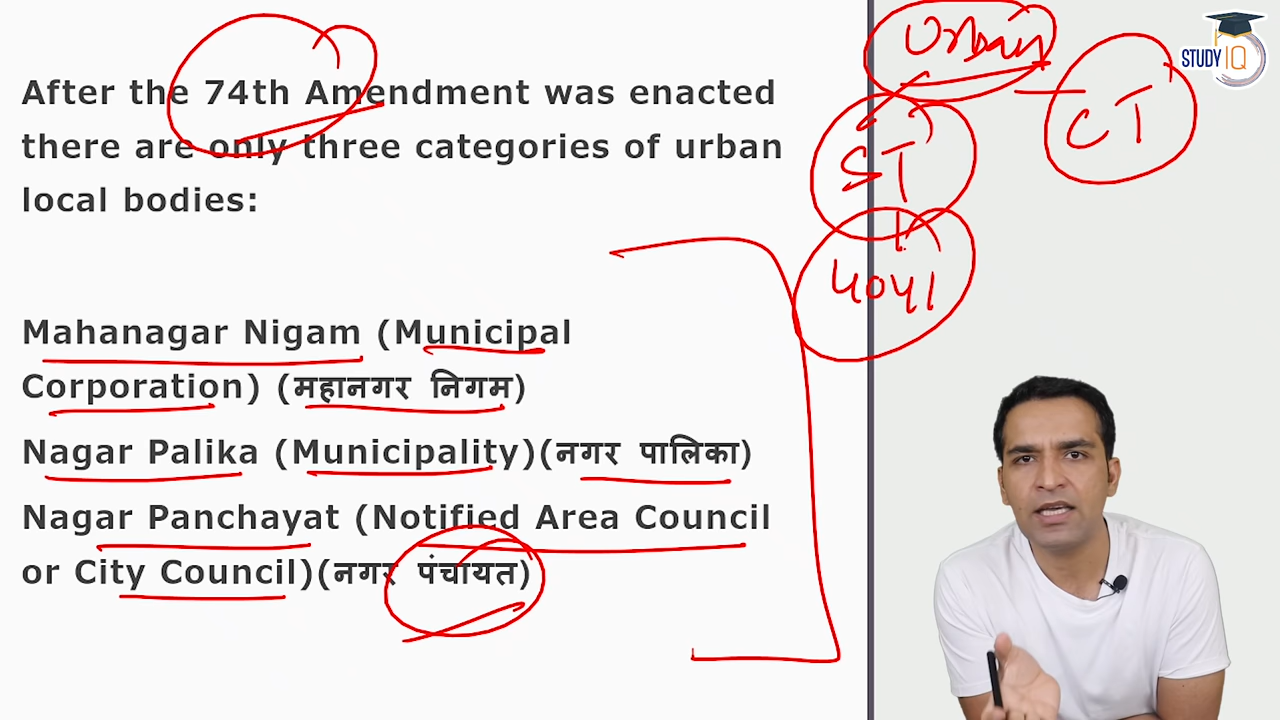 After the 74th Amendment was enacted
there are only three categories of urban
local bodies:
Mahanagar Nigam (Municipal
Corporation) (महानगर निगम)
Nagar Palika (Municipality)(नगर पालिका)
Nagar Panchayat (Notified Area Council
or City Council)(नगर पंचायत)
Urban
ST
CT
4041
STUDY IQ